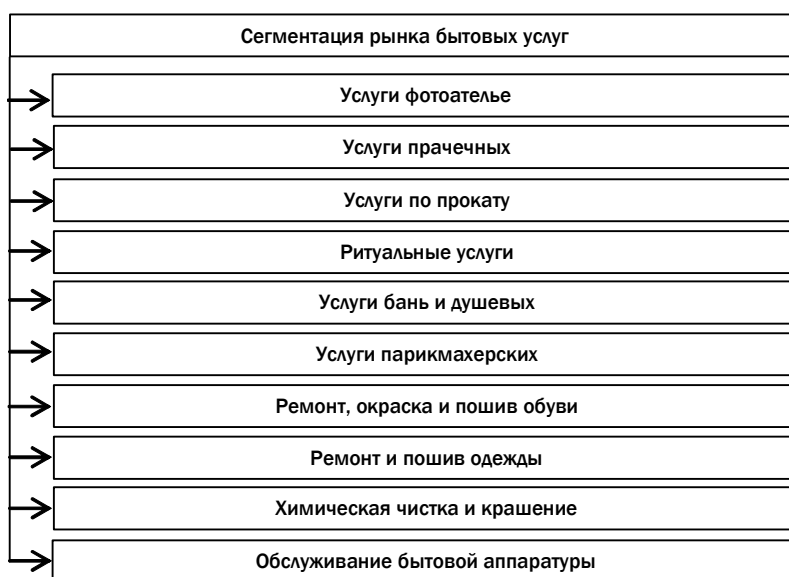 Сегментация рынка бытовых услуг
Услуги фотоателье
Услуги прачечных
Услуги по прокату
Ритуальные услуги
Услуги бань и душевых
Услуги парикмахерских
Ремонт, окраска и пошив обуви
Ремонт и пошив одежды
Химическая чистка и крашение
Обслуживание бытовой аппаратуры